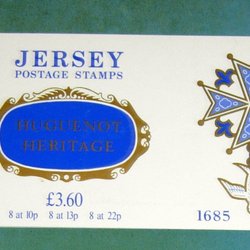 JERSEY
POSTAGE STAMPS
HUGUENOT
HERITAGE
£3.60
8 at 10p 8 at 13p 8 at 22p
1685